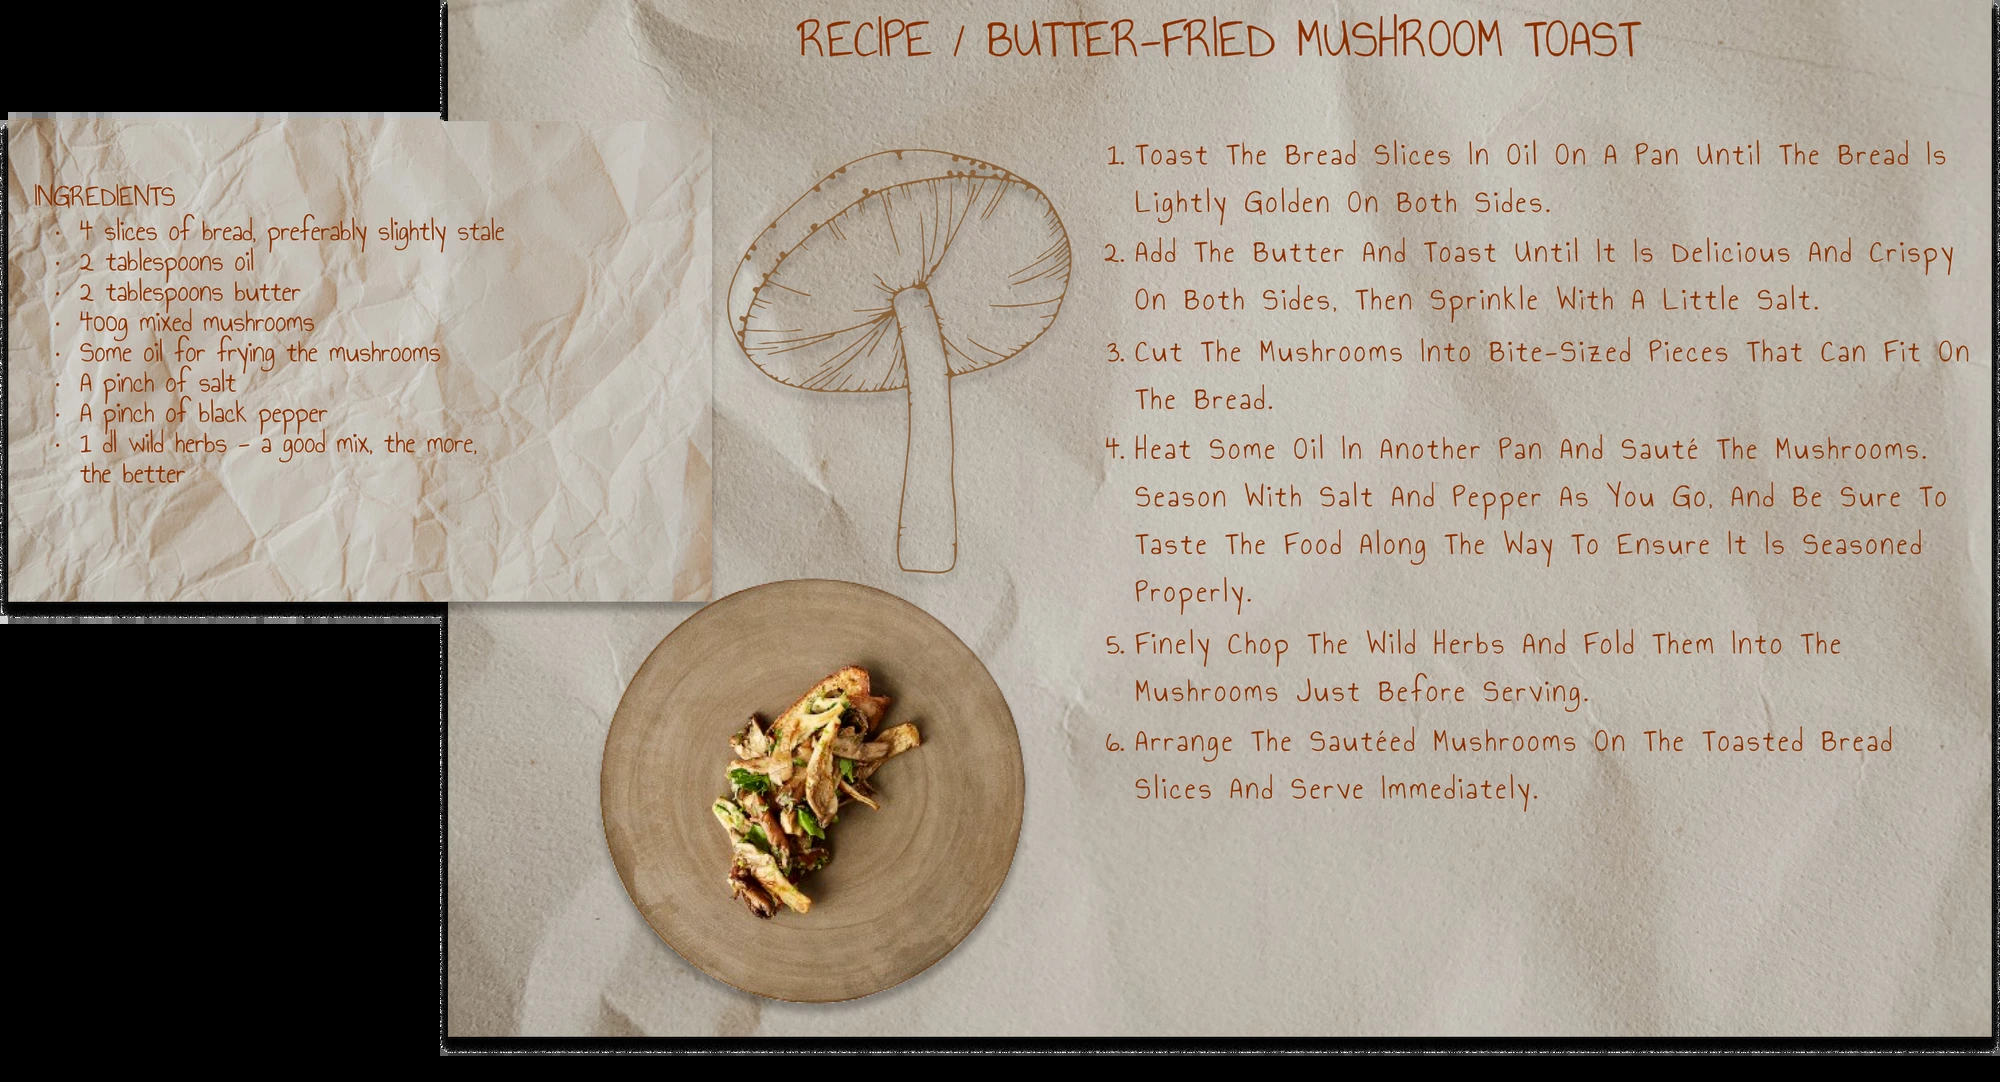 RECIPE / BUTTER-FRIED MUSHROOM TOAST
INGREDIENTS
· 4 slices of bread, preferably slightly stale
· 2 tablespoons oil
· 2 tablespoons butter
· 400g mixed mushrooms
· Some oil for frying the mushrooms
· A pinch of salt
· A pinch of black pepper
· 1 dl wild herbs - a good mix, the more,
the better
1. Toast The Bread Slices In Oil On A Pan Until The Bread Is
Lightly Golden On Both Sides.
2. Add The Butter And Toast Until It Is Delicious And Crispy
On Both Sides, Then Sprinkle With A Little Salt.
3. Cut The Mushrooms Into Bite-Sized Pieces That Can Fit On
The Bread.
4. Heat Some Oil In Another Pan And Sauté The Mushrooms.
Season With Salt And Pepper As You Go, And Be Sure To
Taste The Food Along The Way To Ensure It Is Seasoned
Properly.
5. Finely Chop The Wild Herbs And Fold Them Into The
Mushrooms Just Before Serving.
6. Arrange The Sautéed Mushrooms On The Toasted Bread
Slices And Serve Immediately.